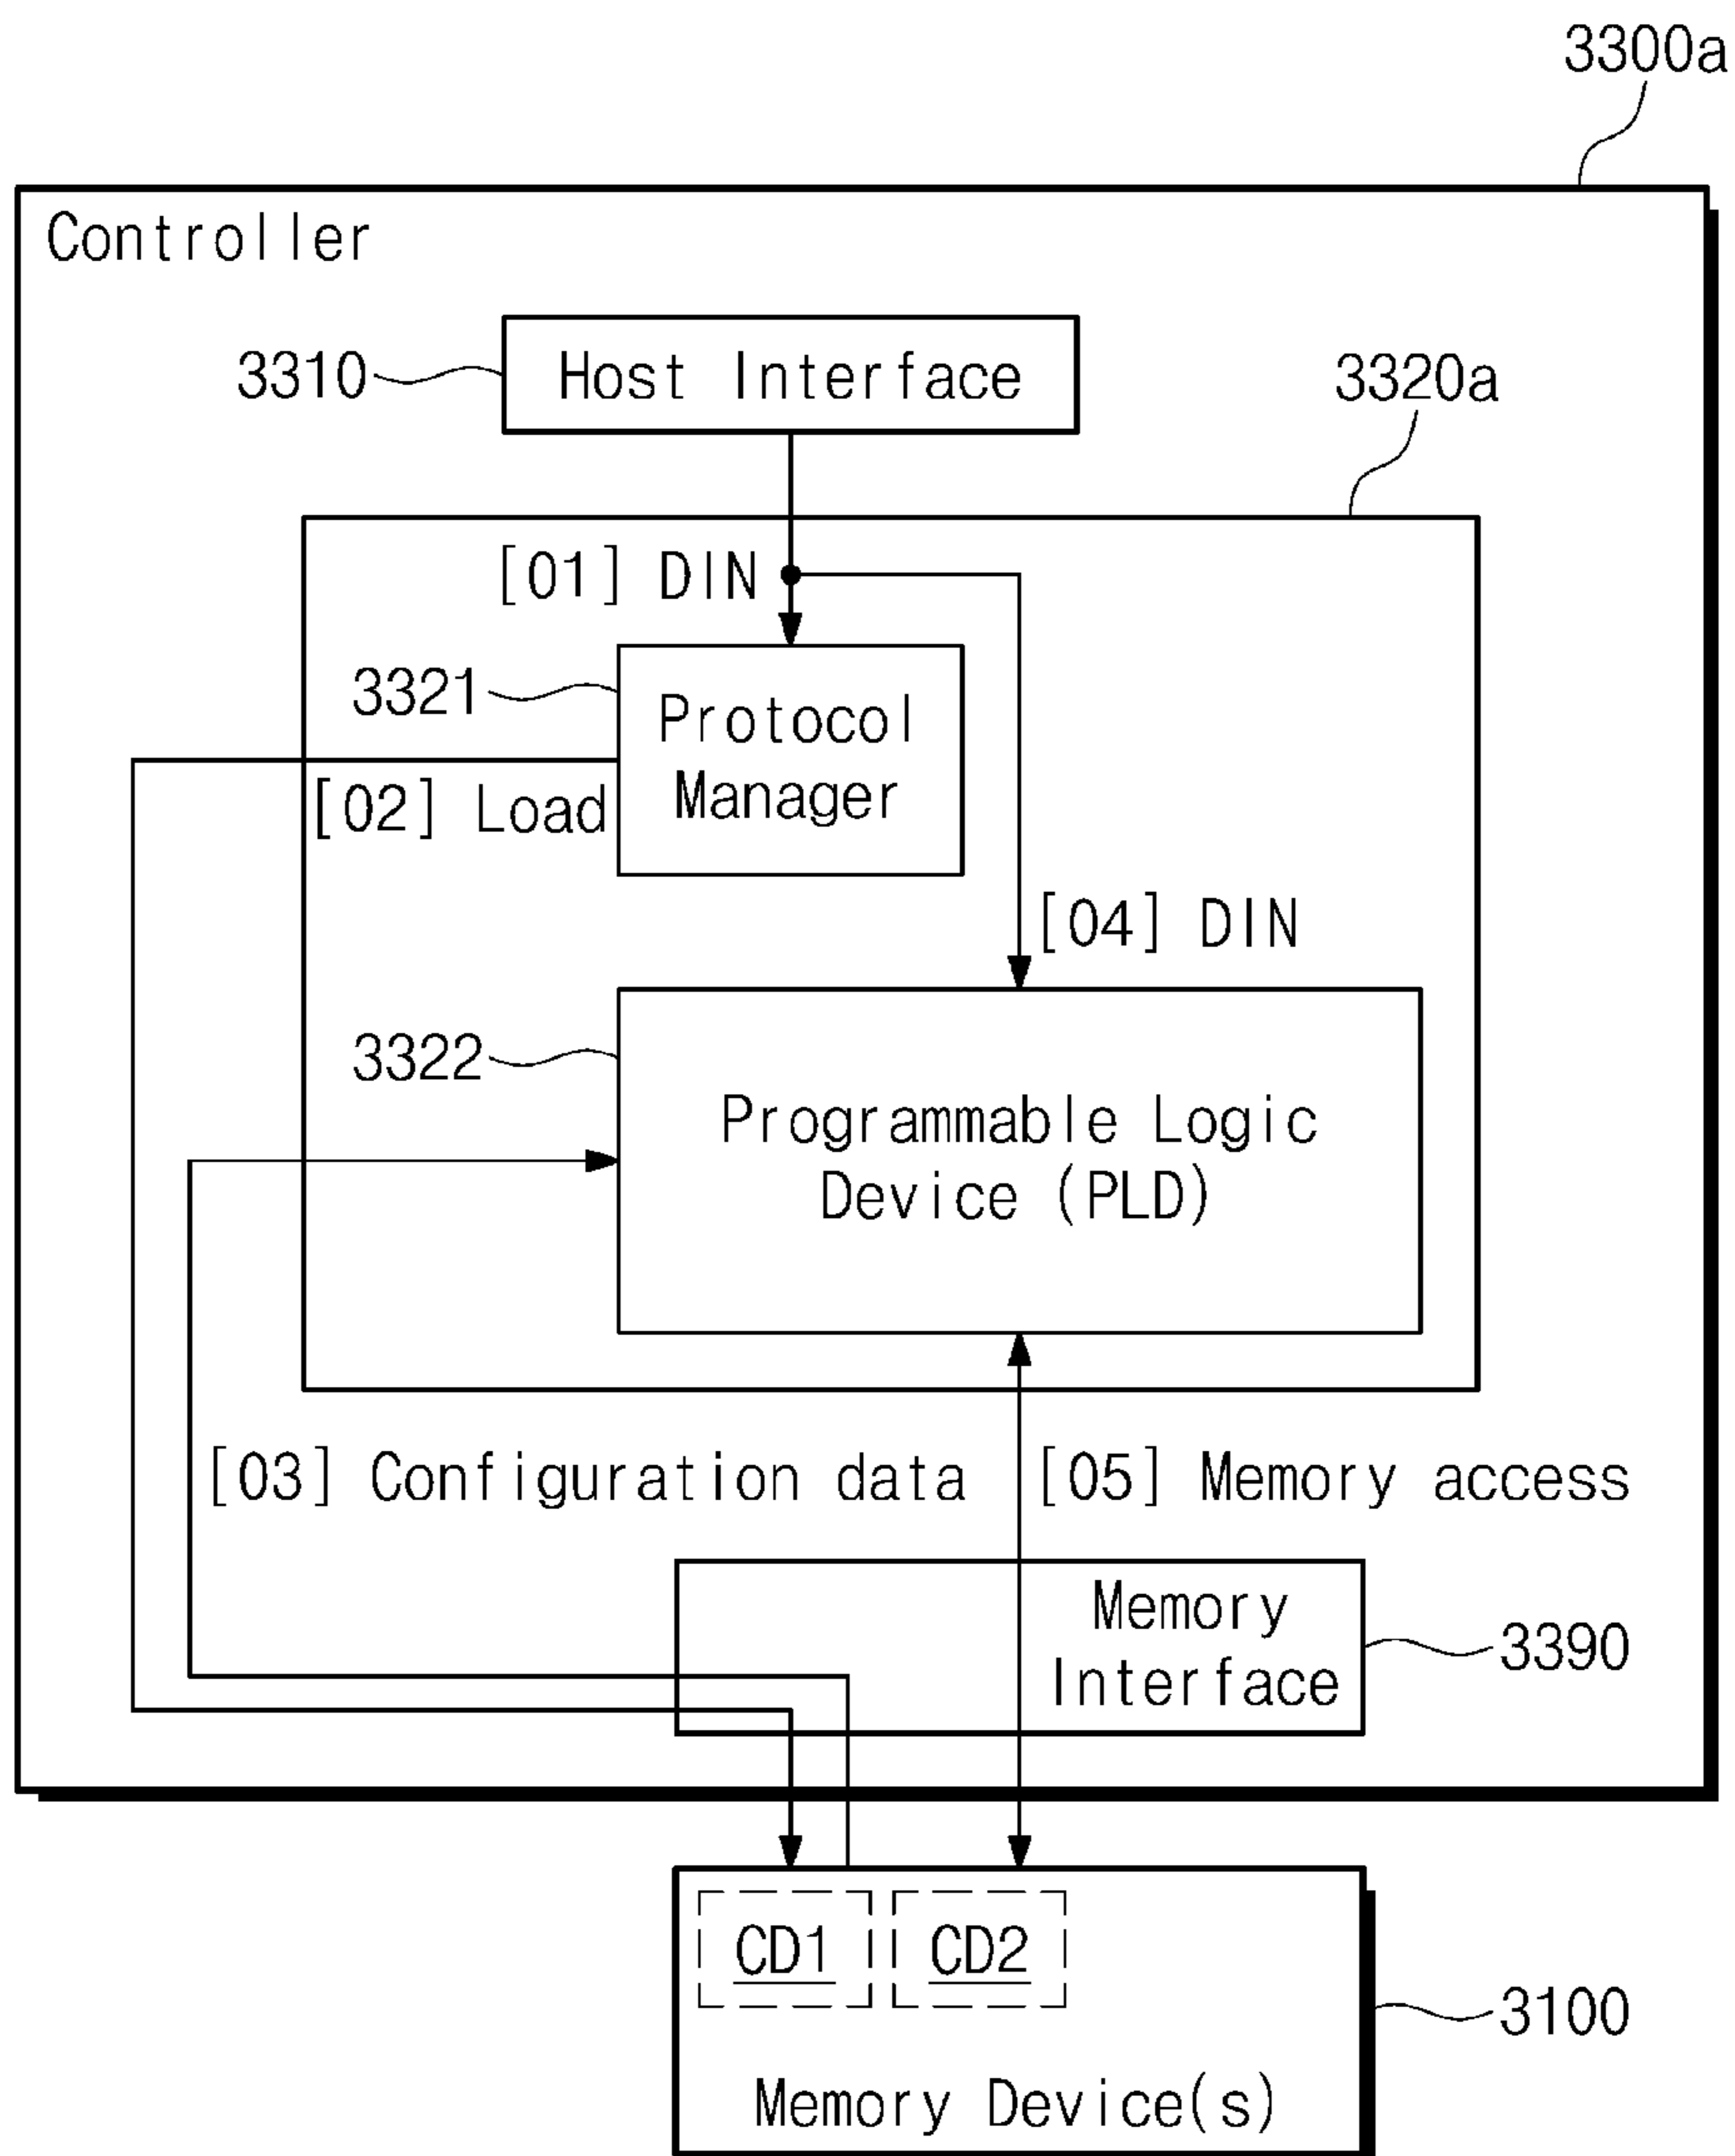 3300a
Controller
3310
Host Interface
3320a
[01] DIN
3321
Protocol
Manager
[02] Load
[04] DIN
3322
Programmable Logic
Device (PLD)
[03] Configuration data
[05] Memory access
Memory
Interface
3390
CD1
CD2
3100
Memory Device(s)